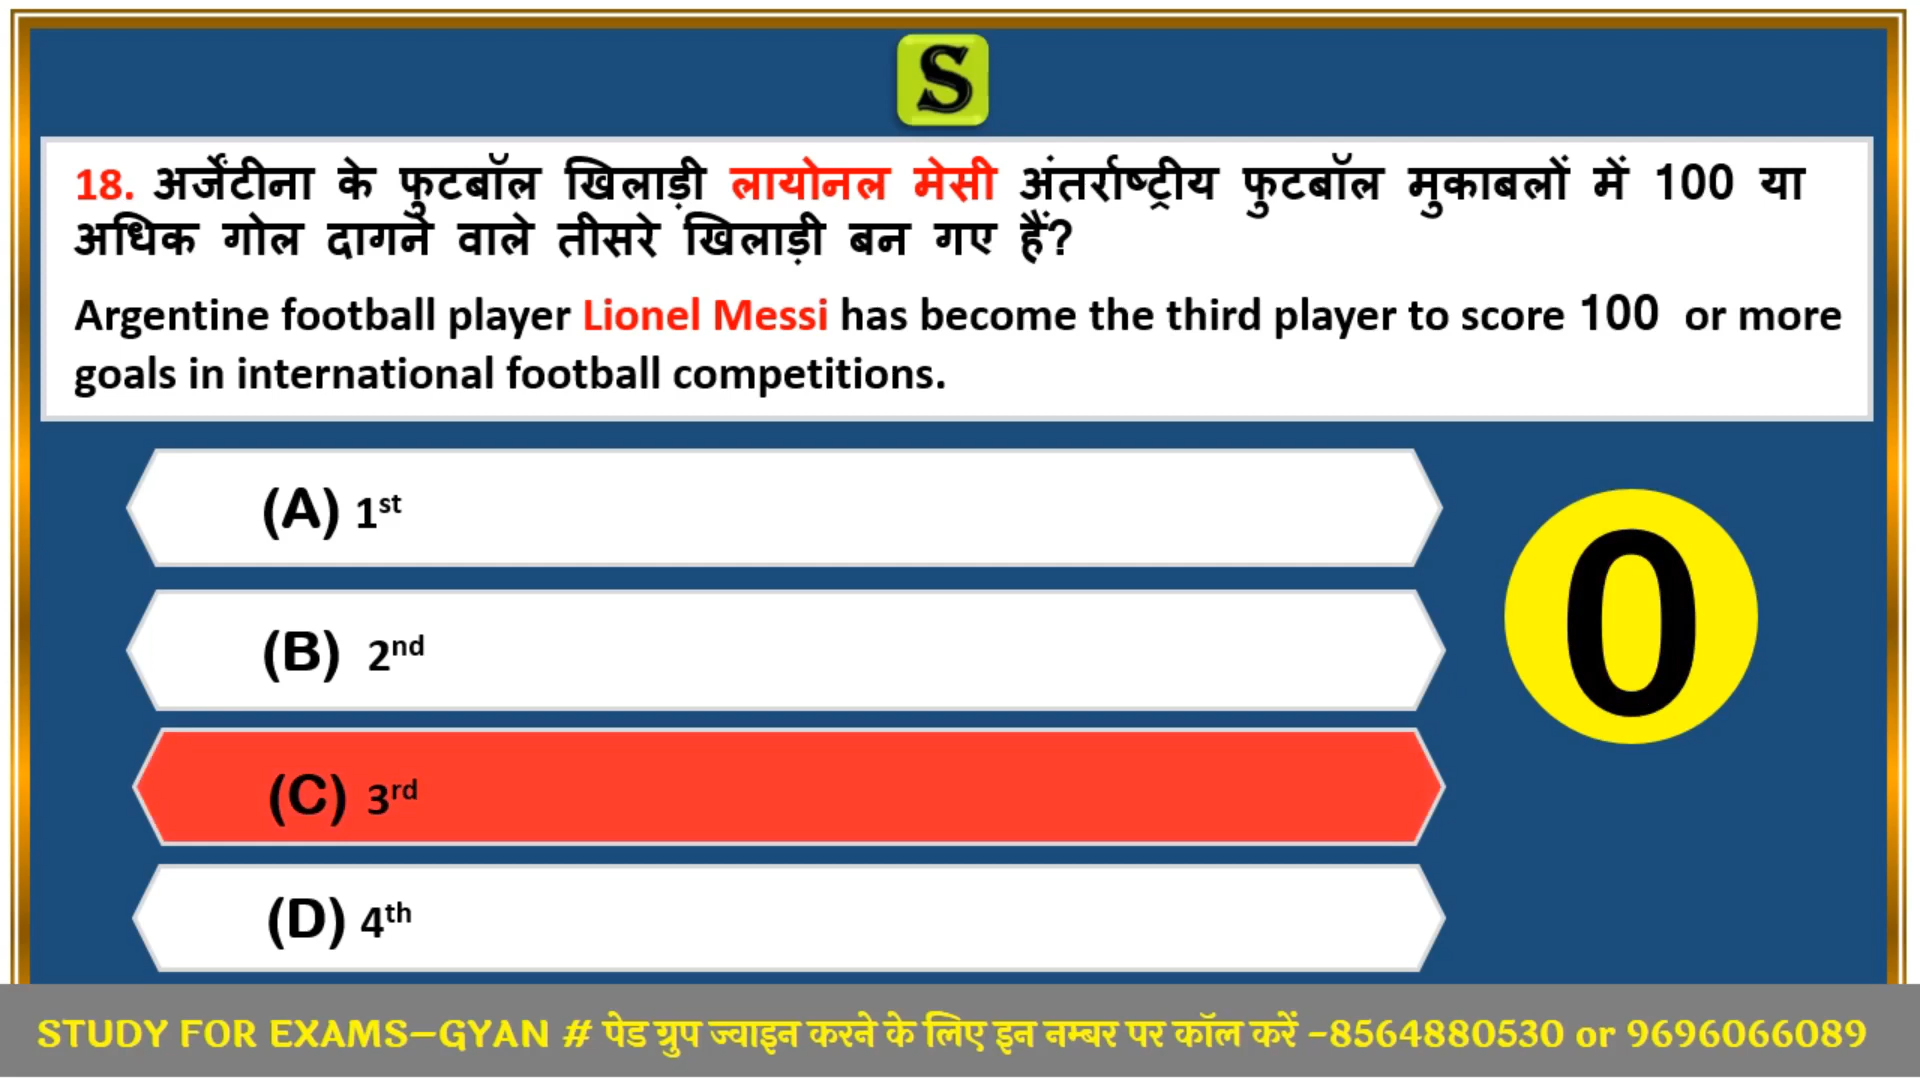 S
18. अर्जेंटीना के फुटबॉल खिलाड़ी लायोनल मेसी अंतर्राष्ट्रीय फुटबॉल मुकाबलों में 100 या
अधिक गोल दागने वाले तीसरे खिलाड़ी बन गए हैं?
Argentine football player Lionel Messi has become the third player to score 100 or more
goals in international football competitions.
(A) 1st
(B) 2nd
0
(C) 3rd
(D) 4th
STUDY FOR EXAMS–GYAN # पेड ग्रुप ज्वाइन करने के लिए इन नम्बर पर कॉल करें -8564880530 or 9696066089